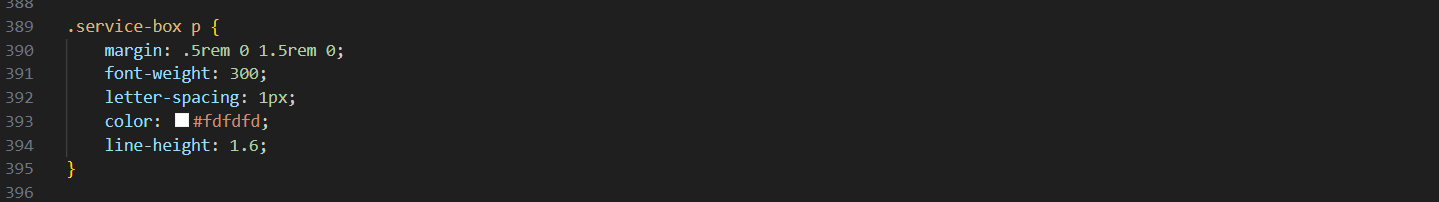 388
389 .service-box p {
390 margin: .5rem 0 1.5rem 0;
391 font-weight: 300;
392 letter-spacing: 1px;
393 color: #fdfdfd;
394 line-height: 1.6;
395 }
396